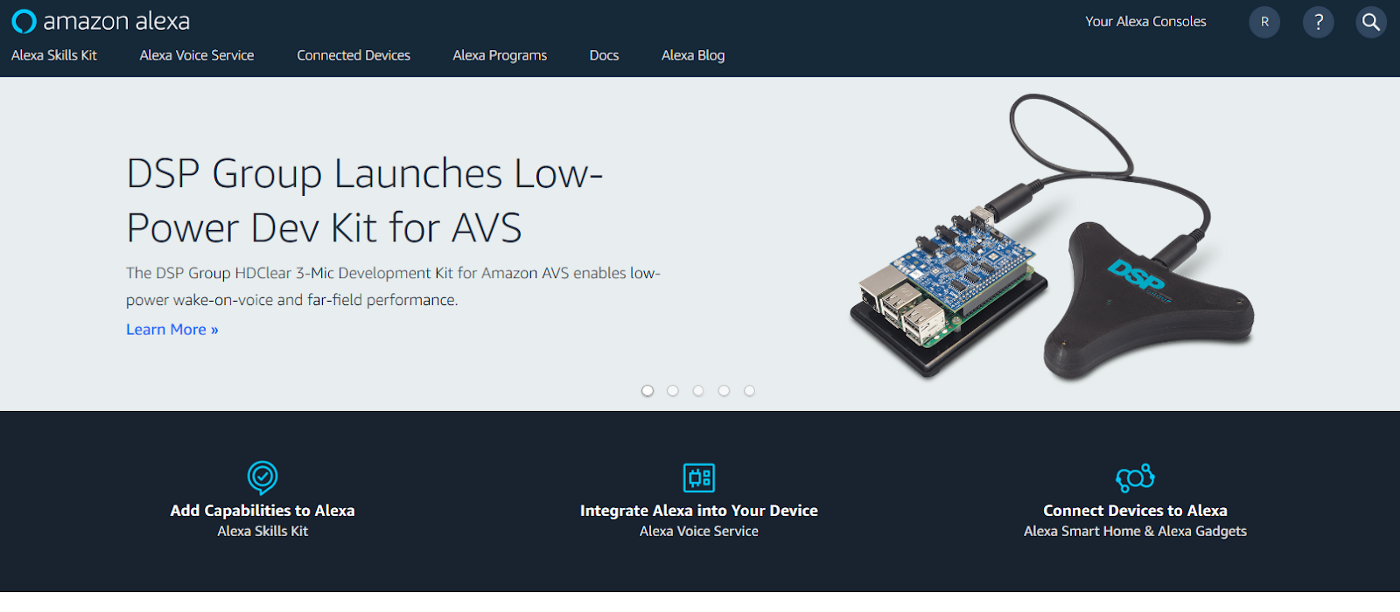 amazon alexa
Your Alexa Consoles
R
?
Alexa Skills Kit
Alexa Voice Service
Connected Devices
Alexa Programs
Docs
Alexa Blog
DSP Group Launches Low-
Power Dev Kit for AVS
The DSP Group HDClear 3-Mic Development Kit for Amazon AVS enables low-
power wake-on-voice and far-field performance.
Learn More »
DSP
GROUP
Add Capabilities to Alexa
Alexa Skills Kit
Integrate Alexa into Your Device
Alexa Voice Service
Connect Devices to Alexa
Alexa Smart Home & Alexa Gadgets